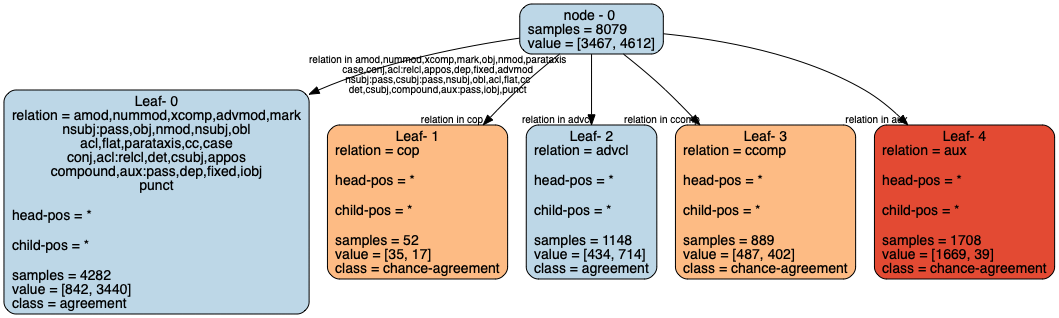 node - 0
samples = 8079
value = [3467, 4612]
relation in amod,nummod,xcomp,mark,obj,nmod,parataxis
case,conj,acl:relcl,appos,dep,fixed,advmod
nsubj:pass,csubj:pass,nsubj,obl,acl,flat,cc
det,csubj,compound,aux:pass,iobj,punct
relation in cop
relation in advcl
relation in ccomp
relation in aux
Leaf- 0
relation = amod,nummod,xcomp,advmod,mark
nsubj:pass,obj,nmod,nsubj,obl
acl,flat,parataxis,cc,case
conj,acl:relcl,det,csubj,appos
compound,aux:pass,dep,fixed,iobj
punct
head-pos = *
child-pos = *
samples = 4282
value = [842, 3440]
class = agreement
Leaf- 1
relation = cop
head-pos = *
child-pos = *
samples = 52
value = [35, 17]
class = chance-agreement
Leaf- 2
relation = advcl
head-pos = *
child-pos = *
samples = 1148
value = [434, 714]
class = agreement
Leaf- 3
relation = ccomp
head-pos = *
child-pos = *
samples = 889
value = [487, 402]
class = chance-agreement
Leaf- 4
relation = aux
head-pos = *
child-pos = *
samples = 1708
value = [1669, 39]
class = chance-agreement